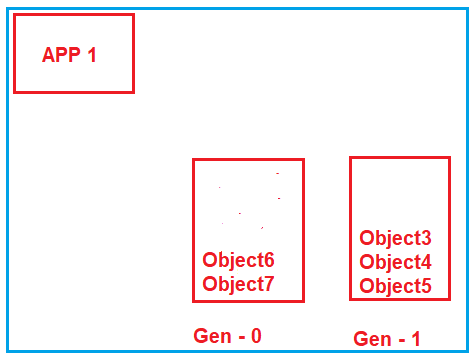 APP 1
Object6
Object7
Gen - 0
Object3
Object4
Object5
Gen - 1